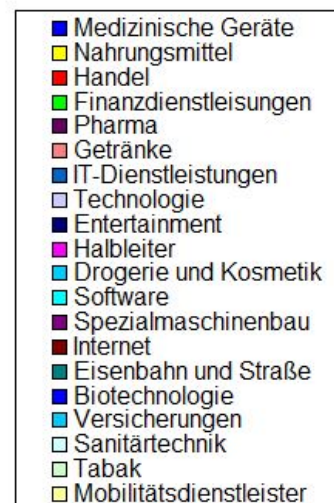 Medizinische Geräte
Nahrungsmittel
Handel
Finanzdienstleisungen
Pharma
Getränke
IT-Dienstleistungen
Technologie
Entertainment
Halbleiter
Drogerie und Kosmetik
Software
Spezialmaschinenbau
Internet
Eisenbahn und Straße
Biotechnologie
Versicherungen
Sanitärtechnik
Tabak
Mobilitätsdienstleister